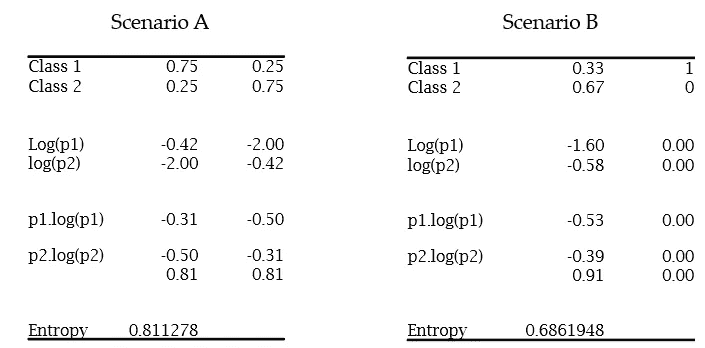 Scenario A
Class 1 0.75 0.25
Class 2 0.25 0.75
Log(p1) -0.42 -2.00
log(p2) -2.00 -0.42
p1.log(p1) -0.31 -0.50
p2.log(p2) -0.50 -0.31
0.81 0.81
Entropy 0.811278
Scenario B
Class 1 0.33 1
Class 2 0.67 0
Log(p1) -1.60 0.00
log(p2) -0.58 0.00
p1.log(p1) -0.53 0.00
p2.log(p2) -0.39 0.00
0.91 0.00
Entropy 0.6861948